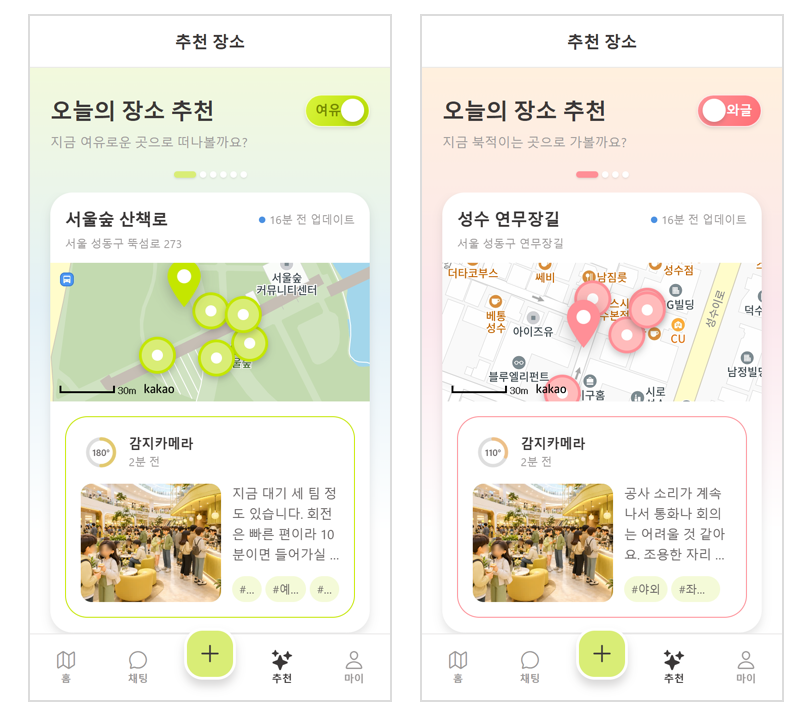 추천 장소
오늘의 장소 추천
여유
지금 여유로운 곳으로 떠나볼까요?
서울숲 산책로
16분 전 업데이트
서울 성동구 뚝섬로 273
서울숲
커뮤니티센터
30m
kakao
180°
감지카메라
2분 전
지금 대기 세 팀 정
도 있습니다. 회전
은 빠른 편이라 10
분이면 들어가실 ...
#...
#예...
#...
홈
채팅
추천
마이
추천 장소
오늘의 장소 추천
와글
지금 북적이는 곳으로 가볼까요?
성수 연무장길
16분 전 업데이트
서울 성동구 연무장길
더타코부스
쎄비
남짐릇
성수점
베통
성수
아이즈유
G빌딩
CU
성수이로
블루엘리펀트
남정빌딩
30m
kakao
110°
감지카메라
2분 전
공사 소리가 계속
나서 통화나 회의
는 어려울 것 같아
요. 조용한 자리 ...
#야외
#좌...
홈
채팅
추천
마이